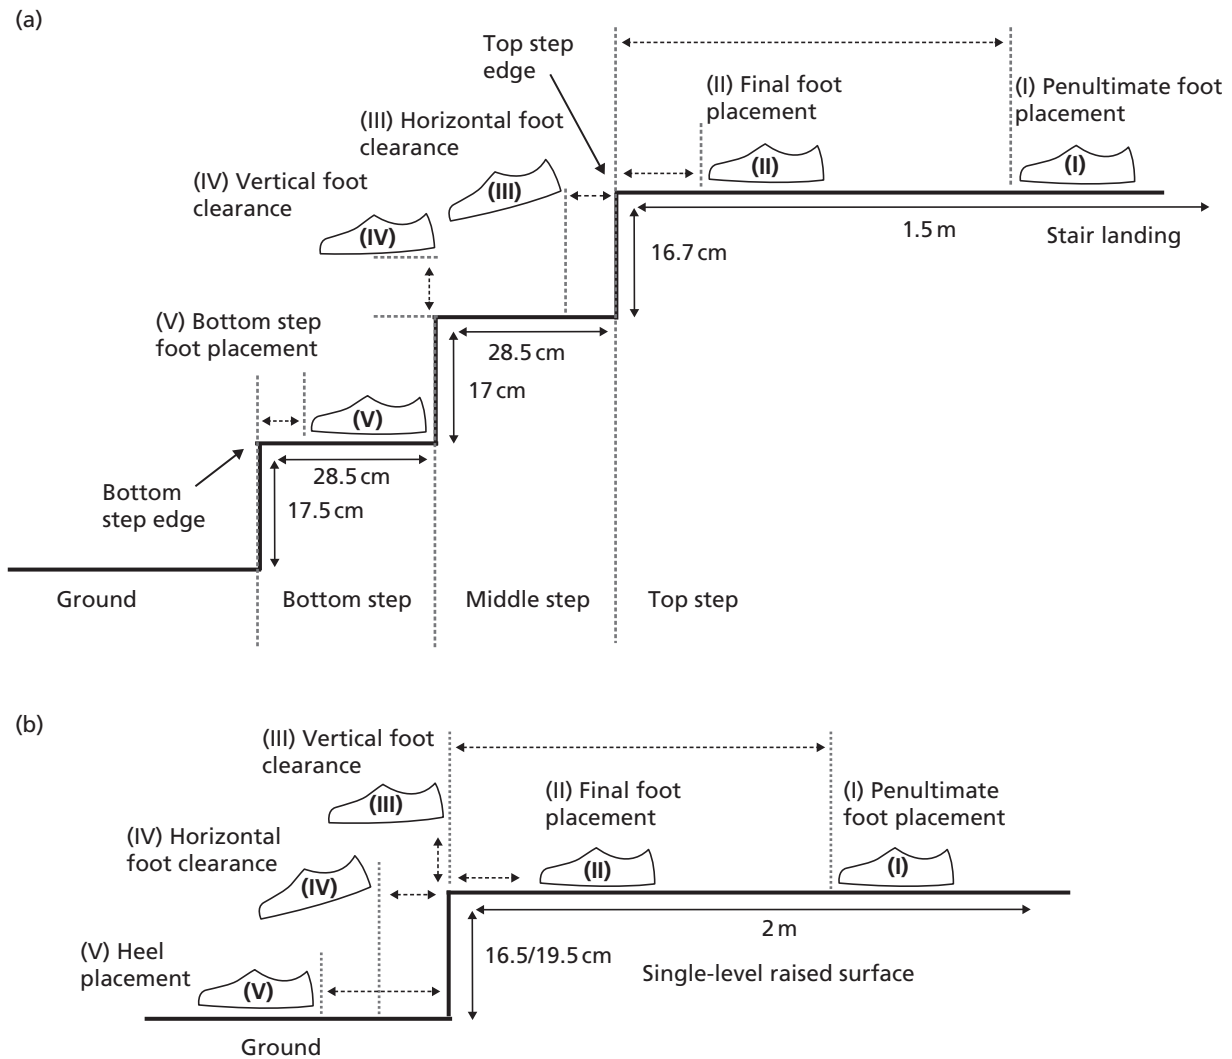 (a)
Top step
edge
(II) Final foot
placement
(I) Penultimate foot
placement
(III) Horizontal foot
clearance
(IV) Vertical foot
clearance
(III)
(II)
(I)
(IV)
1.5 m
Stair landing
16.7 cm
(V) Bottom step
foot placement
28.5 cm
17 cm
(V)
28.5 cm
17.5 cm
Bottom
step edge
Ground
Bottom step
Middle step
Top step
(b)
(III) Vertical foot
clearance
(II) Final foot
placement
(I) Penultimate
foot placement
(III)
(IV) Horizontal
foot clearance
(IV)
(II)
(I)
2 m
(V) Heel
placement
16.5/19.5 cm
Single-level raised surface
(V)
Ground